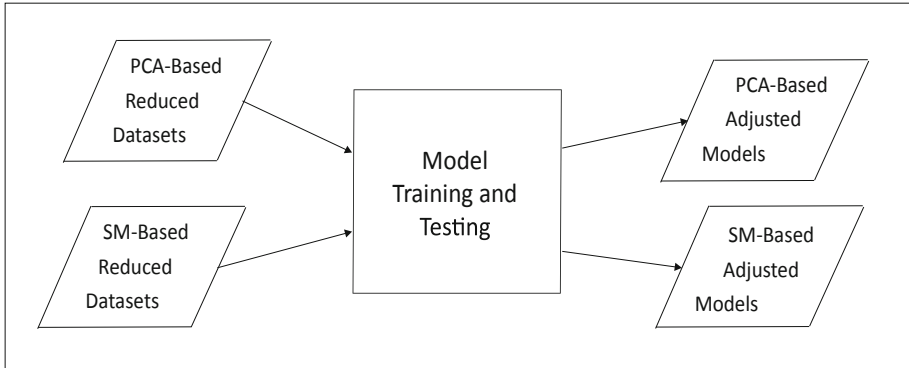 PCA-Based
Reduced
Datasets
SM-Based
Reduced
Datasets
Model
Training and
Testing
PCA-Based
Adjusted
Models
SM-Based
Adjusted
Models